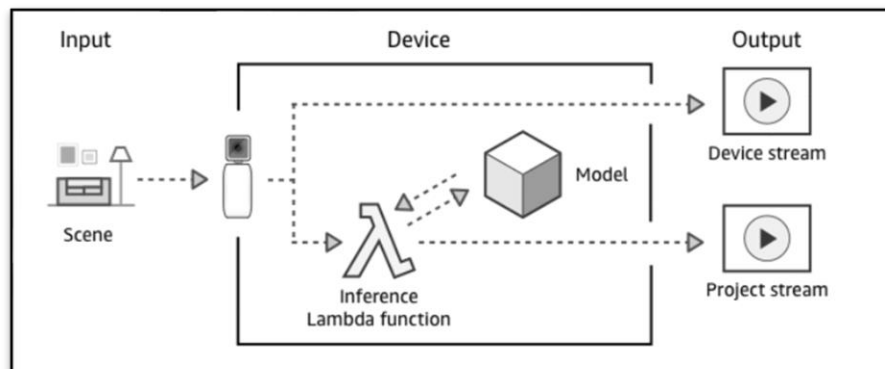 Input
Device
Output
Scene
Model
Inference
Lambda function
Device stream
Project stream